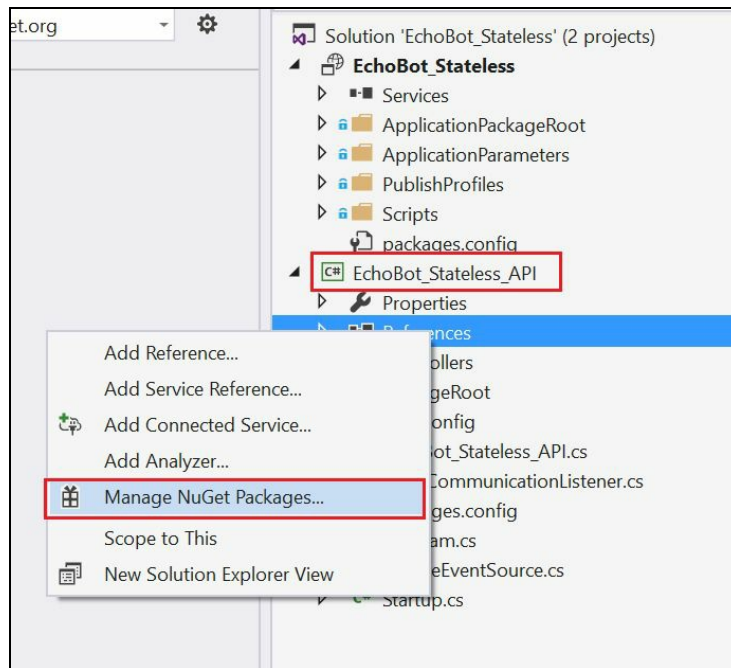 et.org
Solution 'EchoBot_Stateless' (2 projects)
EchoBot_Stateless
Services
ApplicationPackageRoot
ApplicationParameters
PublishProfiles
Scripts
packages.config
C# EchoBot_Stateless_API
Properties
References
ollers
geRoot
onfig
ot_Stateless_API.cs
CommunicationListener.cs
ges.config
am.cs
eEventSource.cs
C# Startup.cs
Add Reference...
Add Service Reference...
Add Connected Service...
Add Analyzer...
Manage NuGet Packages...
Scope to This
New Solution Explorer View